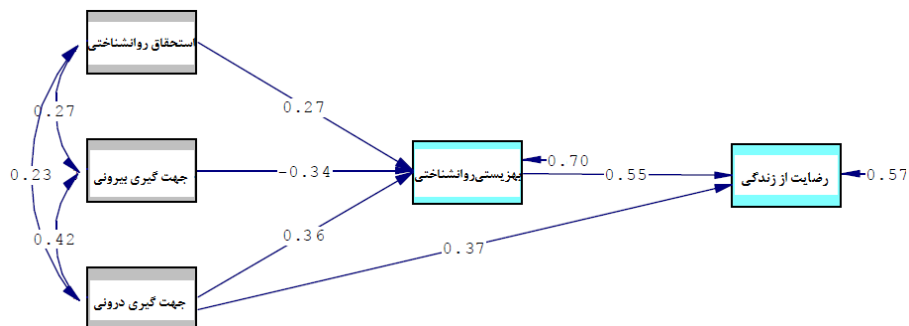 استحقاق روانشناختی
0.27
0.27
جهت گیری بیرونی
-0.34
بهزیستی روانشناختی
0.70
0.55
رضایت از زندگی
0.57
0.23
0.42
0.36
0.37
جهت گیری درونی